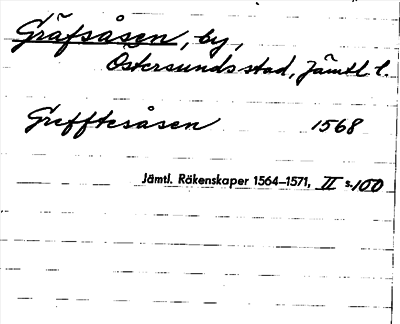 Gräfsåsen, by,
Östersunds stad, Jämtl. l.
Grefftesåsen 1568
Jämtl. Räkenskaper 1564–1571, II s. 100